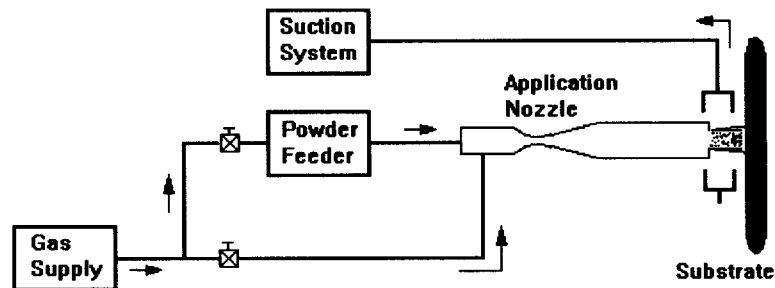 Suction
System
Application
Nozzle
Powder
Feeder
Gas
Supply
Substrate